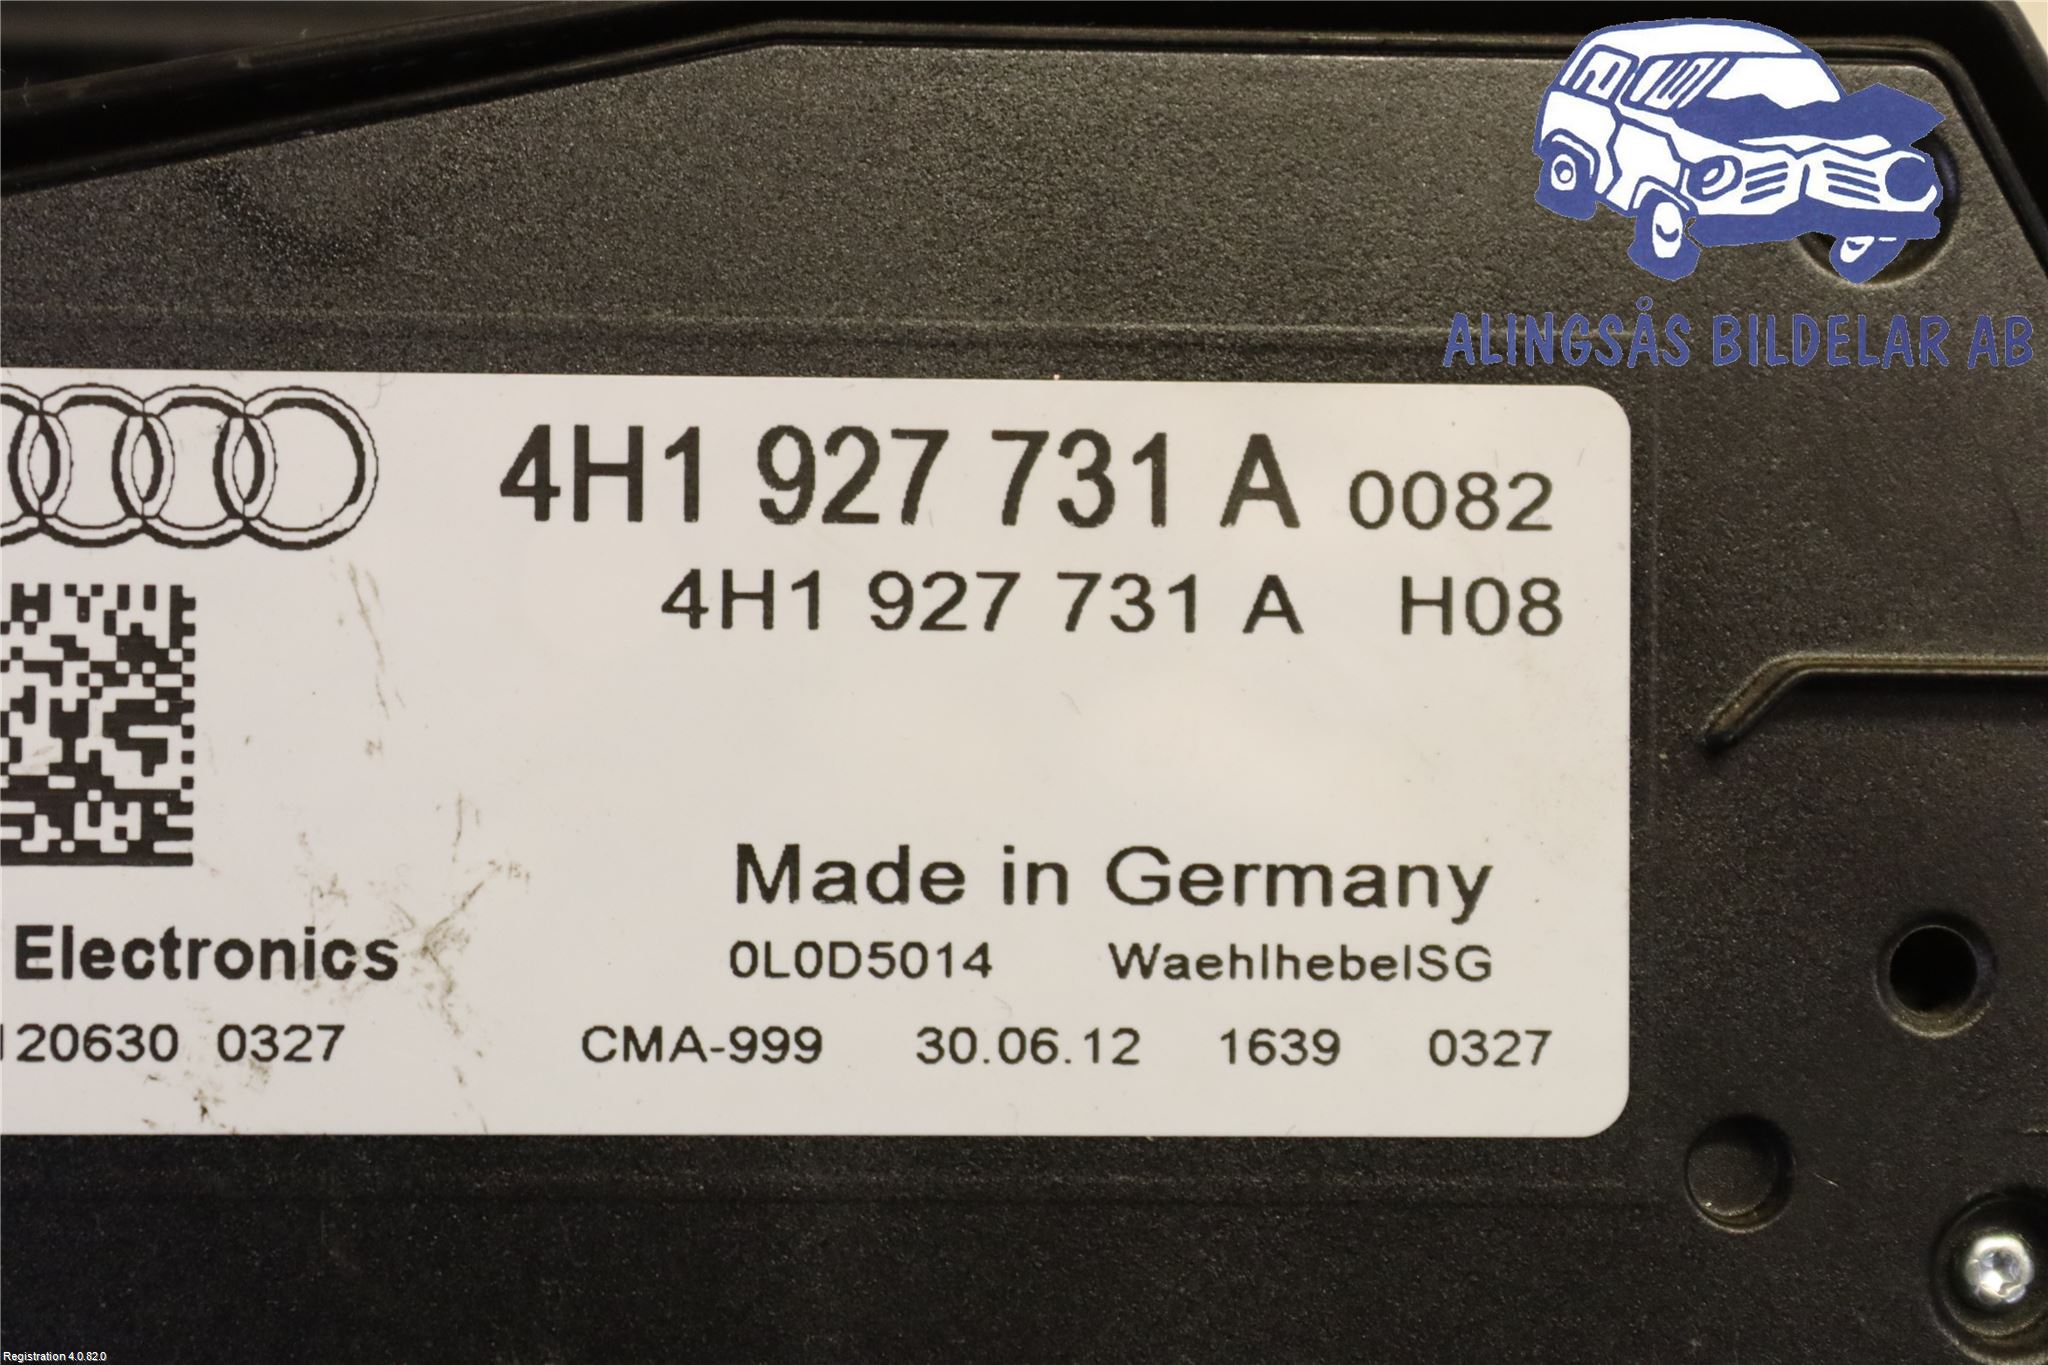 ALINGSÅS BILDELAR AB
4H1 927 731 A 0082
4H1 927 731 A H08
Made in Germany
Electronics 0L0D5014 WaehlhebelSG
120630 0327 CMA-999 30.06.12 1639 0327
Registration 4.0.82.0